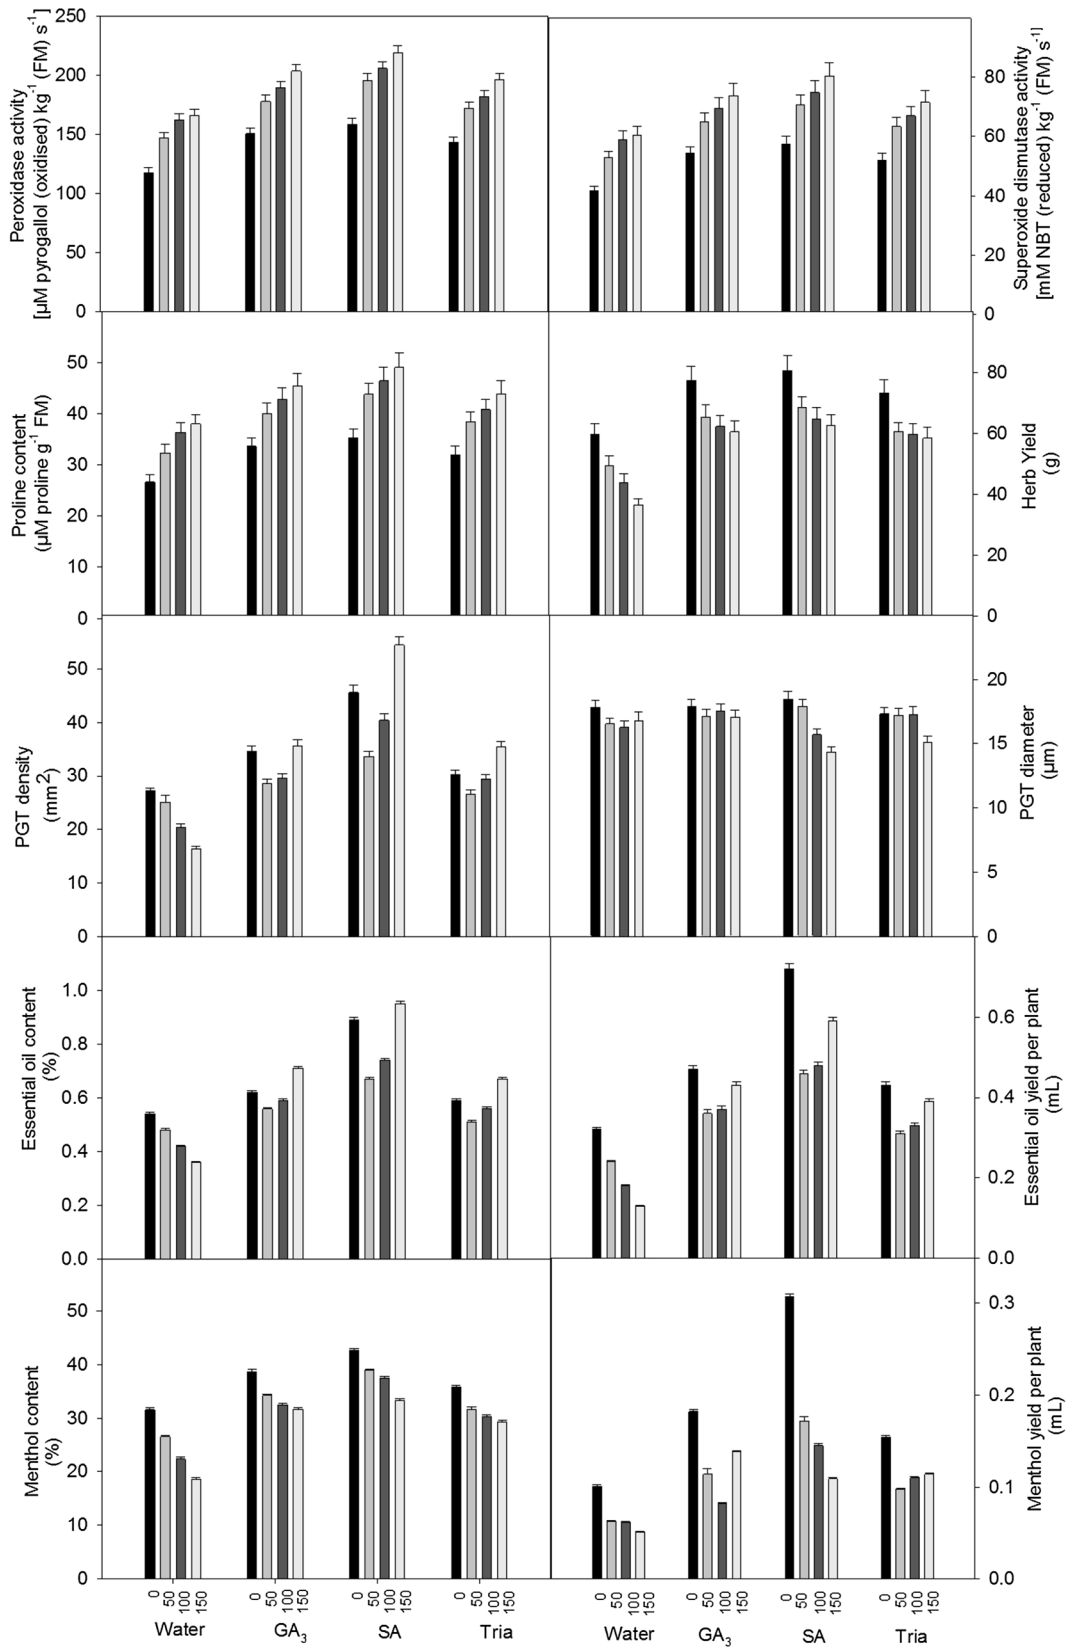 Peroxidase activity
[µM pyrogallol (oxidised) kg⁻¹ (FM) s⁻¹]
250
200
150
100
50
0
Superoxide dismutase activity
[mM NBT (reduced) kg⁻¹ (FM) s⁻¹]
80
60
40
20
0
Proline content
(µM proline g⁻¹ FM)
50
40
30
20
10
0
Herb Yield
(g)
80
60
40
20
0
PGT density
(mm²)
50
40
30
20
10
0
PGT diameter
(µm)
20
15
10
5
0
Essential oil content
(%)
1.0
0.8
0.6
0.4
0.2
0.0
Essential oil yield per plant
(mL)
0.6
0.4
0.2
0.0
Menthol content
(%)
50
40
30
20
10
0
Menthol yield per plant
(mL)
0.3
0.2
0.1
0.0
0 50 100 150 0 50 100 150 0 50 100 150 0 50 100 150 0 50 100 150 0 50 100 150 0 50 100 150 0 50 100 150
Water GA₃ SA Tria Water GA₃ SA Tria